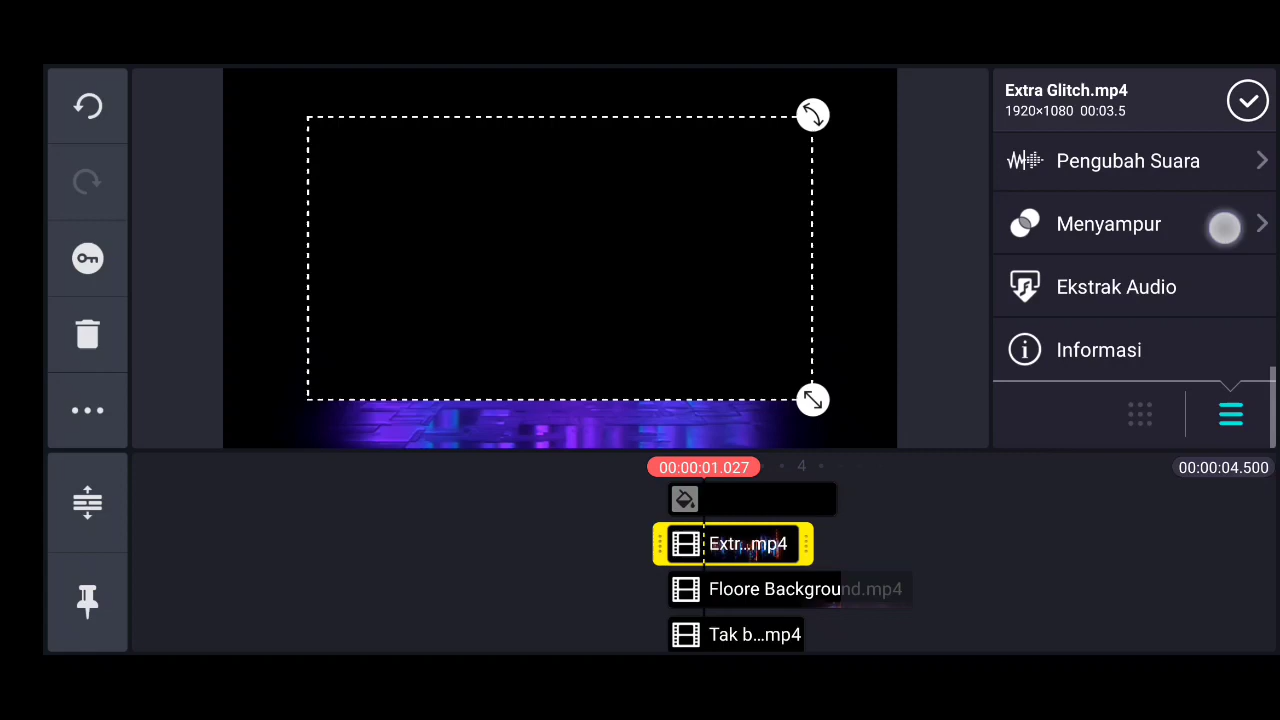 Extra Glitch.mp4
1920×1080 00:03.5
Pengubah Suara
Menyampur
Ekstrak Audio
Informasi
00:00:01.027
4
00:00:04.500
Extr...mp4
Floore Background.mp4
Tak b...mp4